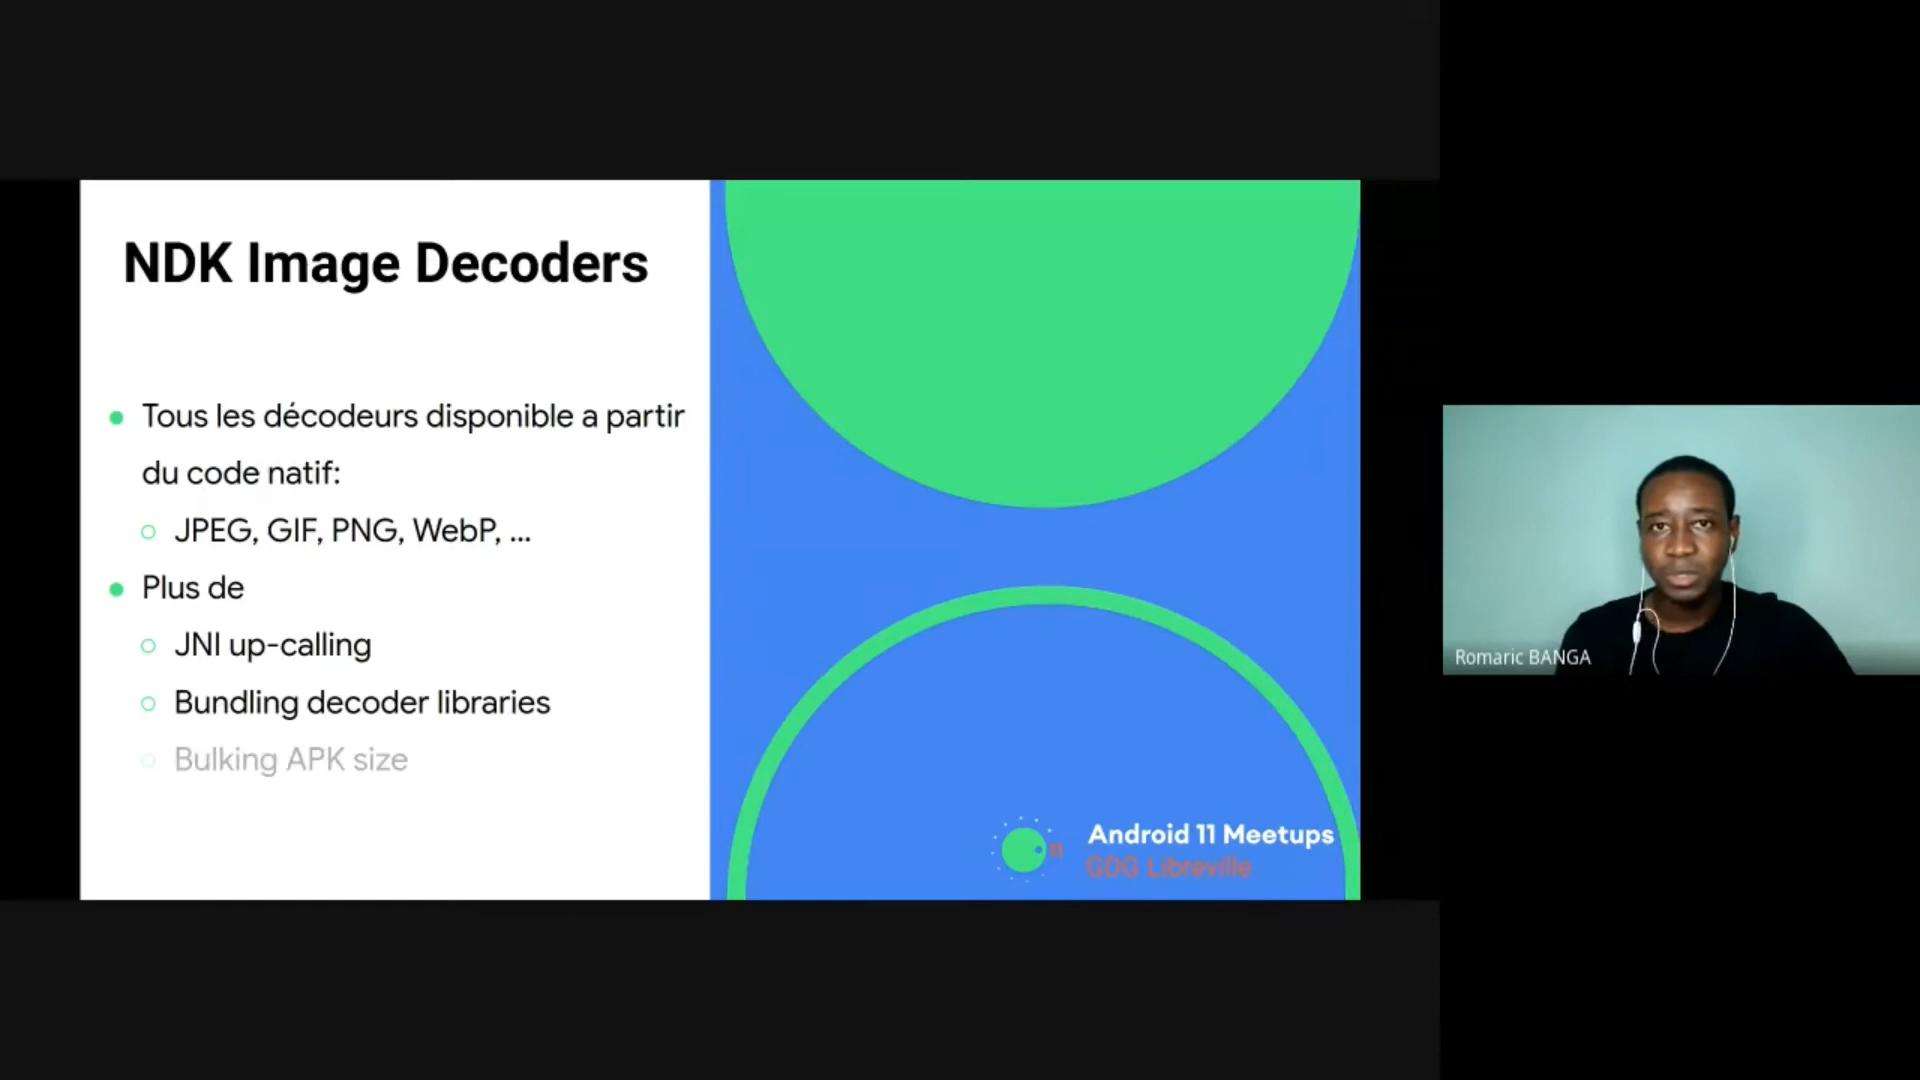 NDK Image Decoders
Tous les décodeurs disponible a partir
du code natif:
JPEG, GIF, PNG, WebP, ...
Plus de
JNI up-calling
Bundling decoder libraries
Bulking APK size
11
Android 11 Meetups
GDG Libreville
Romaric BANGA